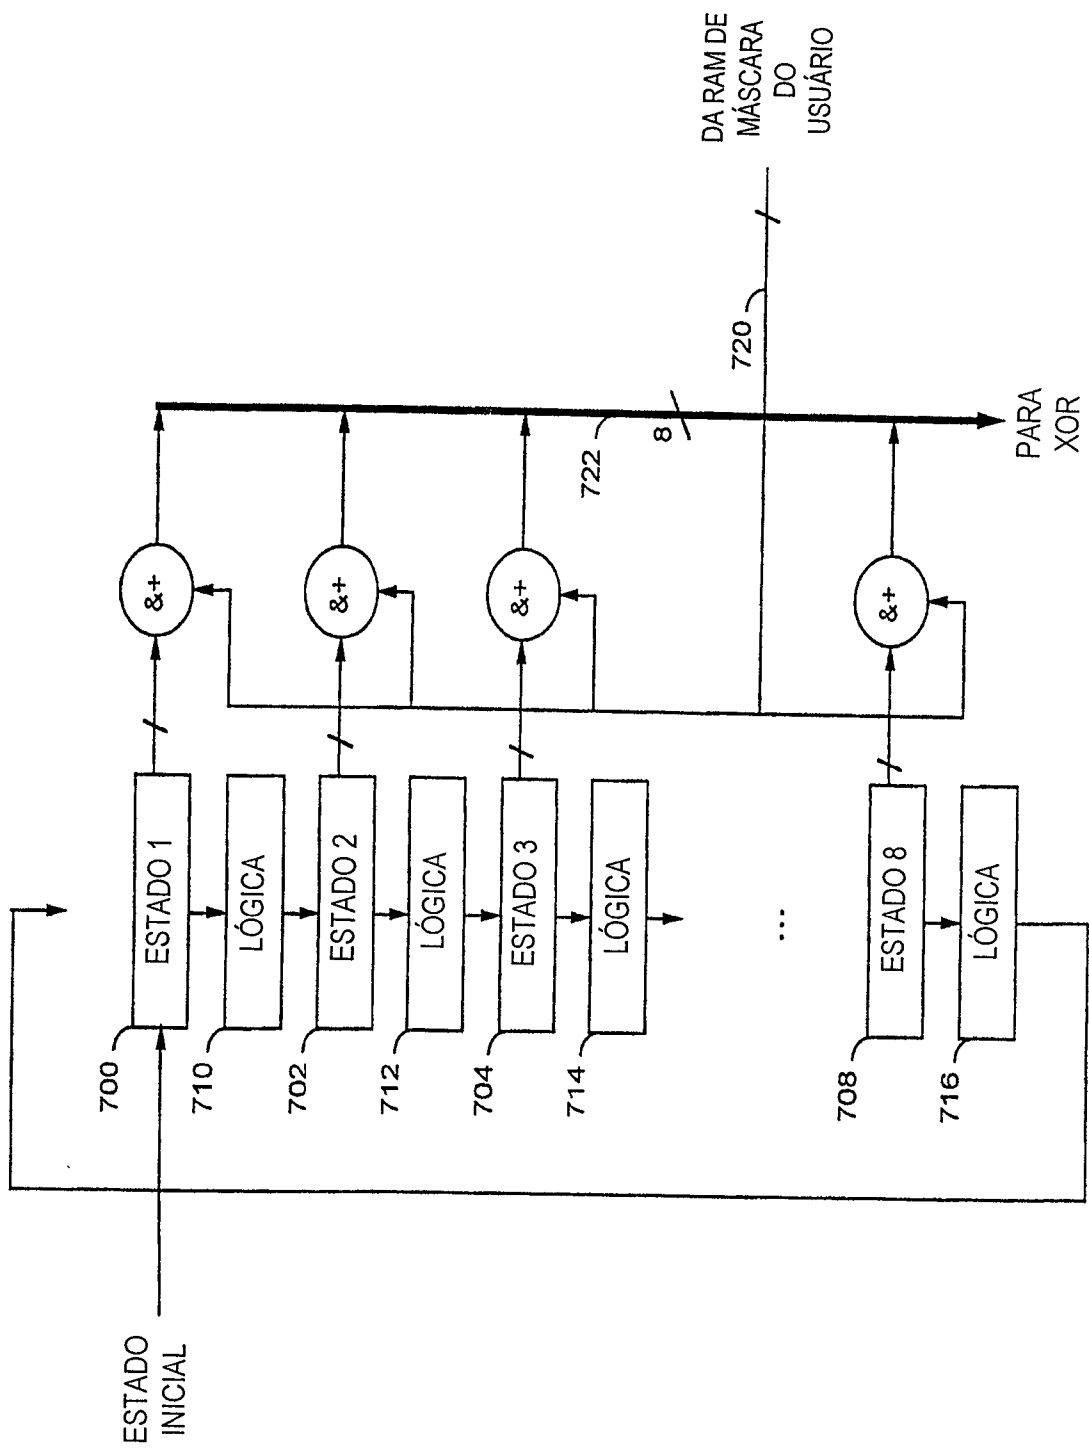 ESTADO
INICIAL
700
ESTADO 1
&+
710
LÓGICA
702
ESTADO 2
&+
712
LÓGICA
704
ESTADO 3
&+
714
LÓGICA
...
708
ESTADO 8
&+
716
LÓGICA
722
8
720
DA RAM DE
MÁSCARA
DO
USUÁRIO
PARA
XOR